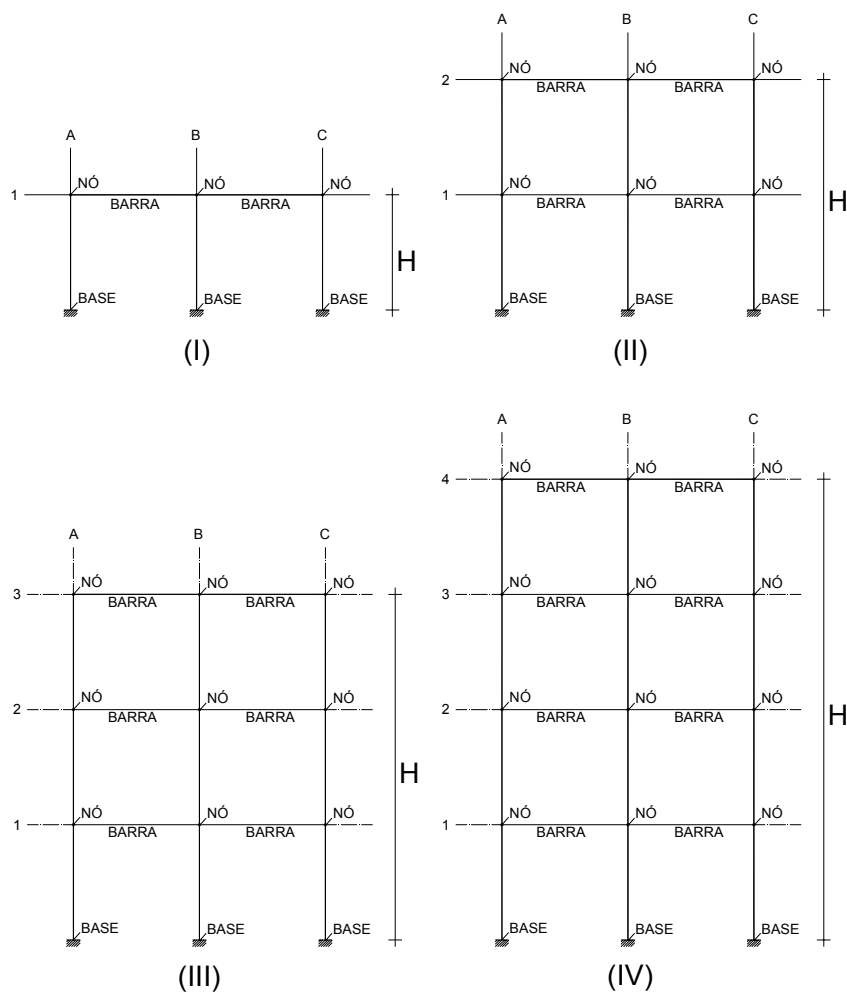 A B C
1 NÓ NÓ NÓ
BARRA BARRA
H
BASE BASE BASE
(I)
A B C
2 NÓ NÓ NÓ
BARRA BARRA
1 NÓ NÓ NÓ
BARRA BARRA
H
BASE BASE BASE
(II)
A B C
3 NÓ NÓ NÓ
BARRA BARRA
2 NÓ NÓ NÓ
BARRA BARRA
H
1 NÓ NÓ NÓ
BARRA BARRA
BASE BASE BASE
(III)
A B C
4 NÓ NÓ NÓ
BARRA BARRA
3 NÓ NÓ NÓ
BARRA BARRA
2 NÓ NÓ NÓ
H
BARRA BARRA
1 NÓ NÓ NÓ
BARRA BARRA
BASE BASE BASE
(IV)